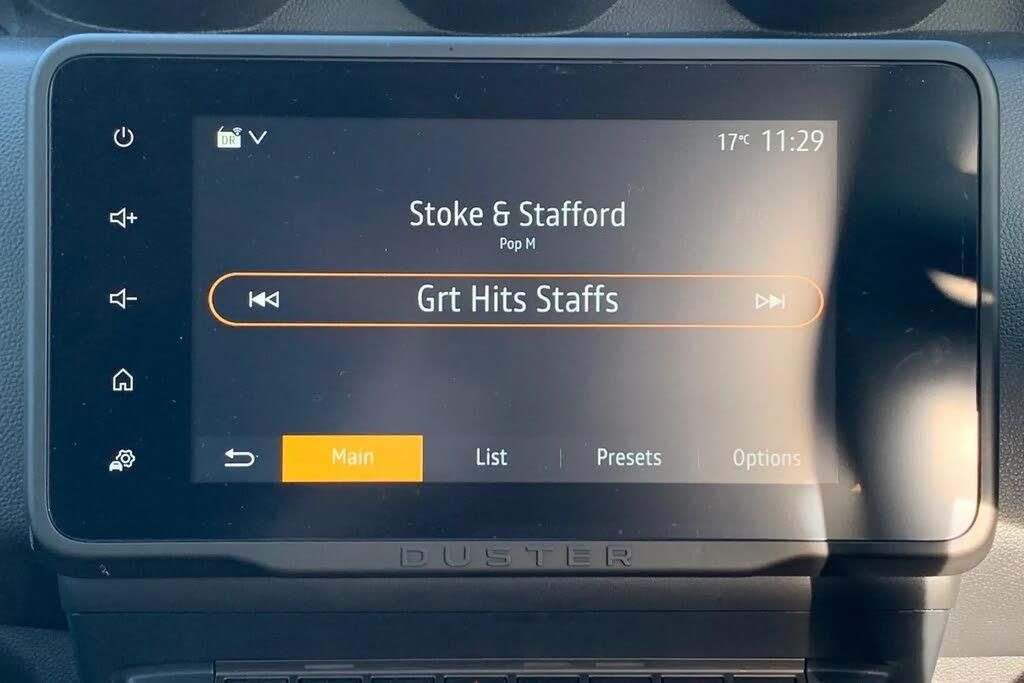 DR 17°C 11:29
Stoke & Stafford
Pop M
Grt Hits Staffs
Main List Presets Options
DUSTER